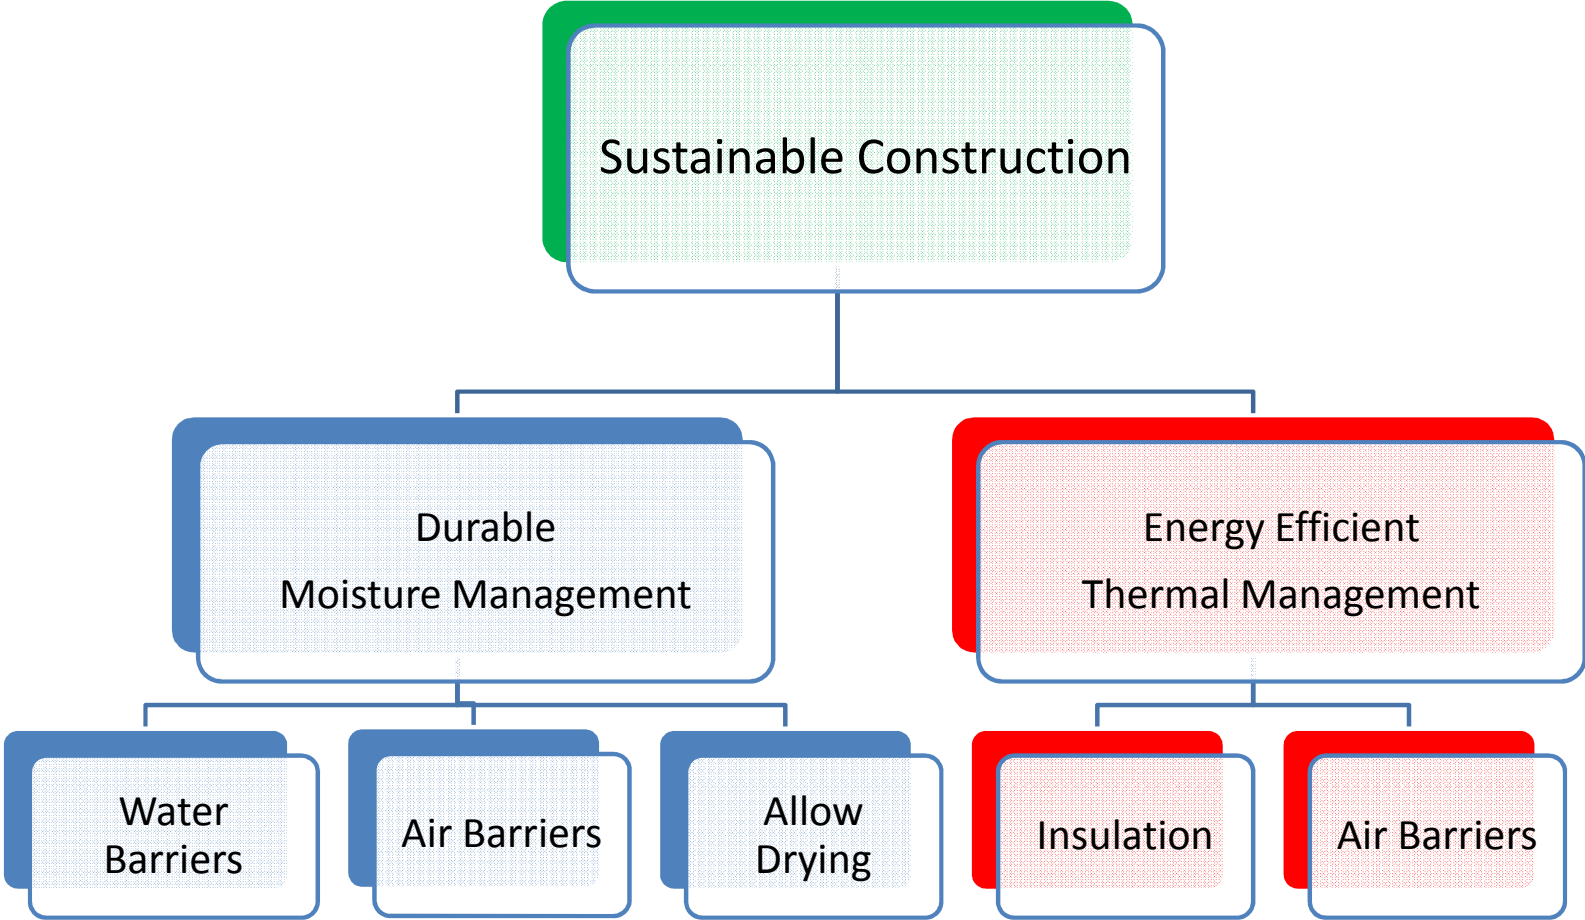 Sustainable Construction
Durable
Moisture Management
Energy Efficient
Thermal Management
Water
Barriers
Air Barriers
Allow
Drying
Insulation
Air Barriers